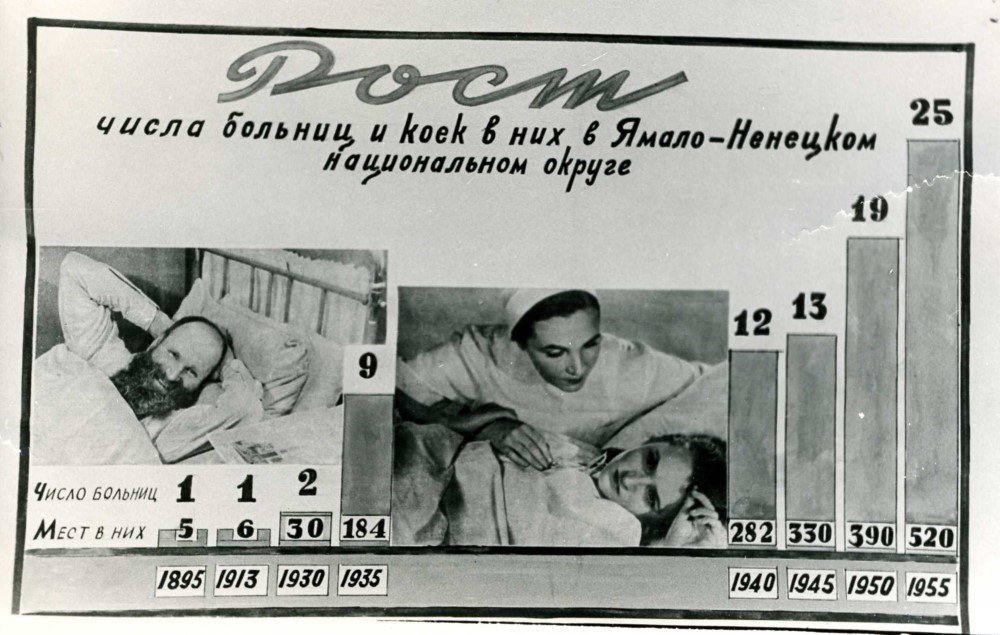 Рост
числа больниц и коек в них, в Ямало-Ненецком
национальном округе
25
19
13
12
9
Число больниц 1 1 2
Мест в них 5 6 30 184 282 330 390 520
1895 1913 1930 1935 1940 1945 1950 1955